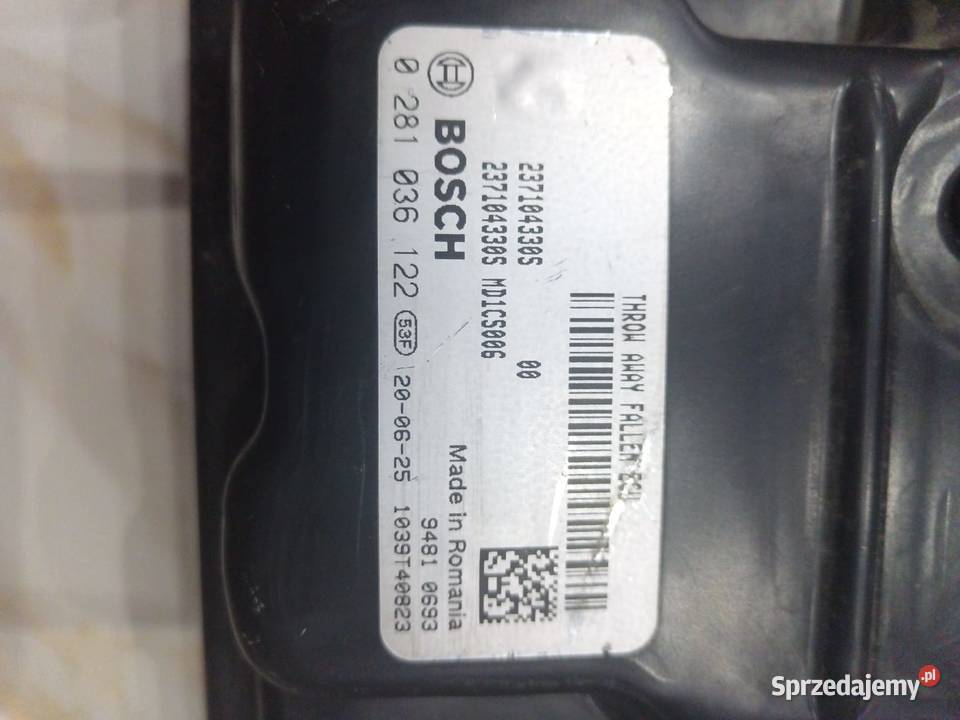 THROW AWAY FALLEN ECU
237104330S 00
237104330S MD1CS006
BOSCH
Made in Romania
9481 0693
0 281 036 122 53F 20-06-25 1039T40823
Sprzedajemy.pl